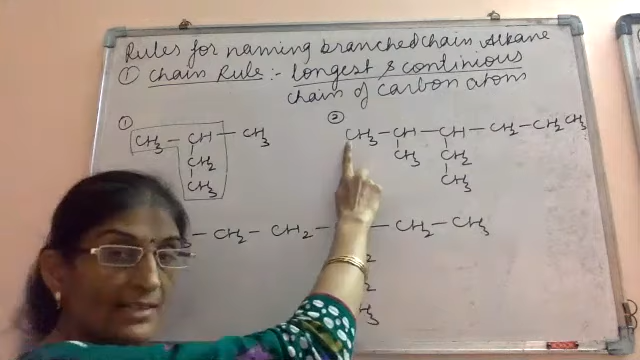 Rules for naming branched chain Alkane
① Chain Rule :- Longest & continious
chain of carbon atoms
①
CH3 - CH - CH3
CH2
CH3
②
CH3 - CH - CH - CH2 - CH2 CH3
CH3 CH2
CH3
- CH2 - CH2 - - CH2 - CH3